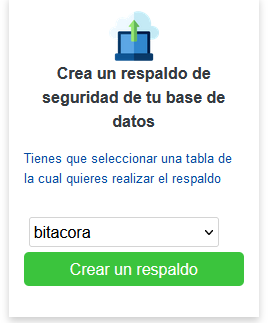 Crea un respaldo de
seguridad de tu base de
datos
Tienes que seleccionar una tabla de
la cual quieres realizar el respaldo
bitacora
Crear un respaldo